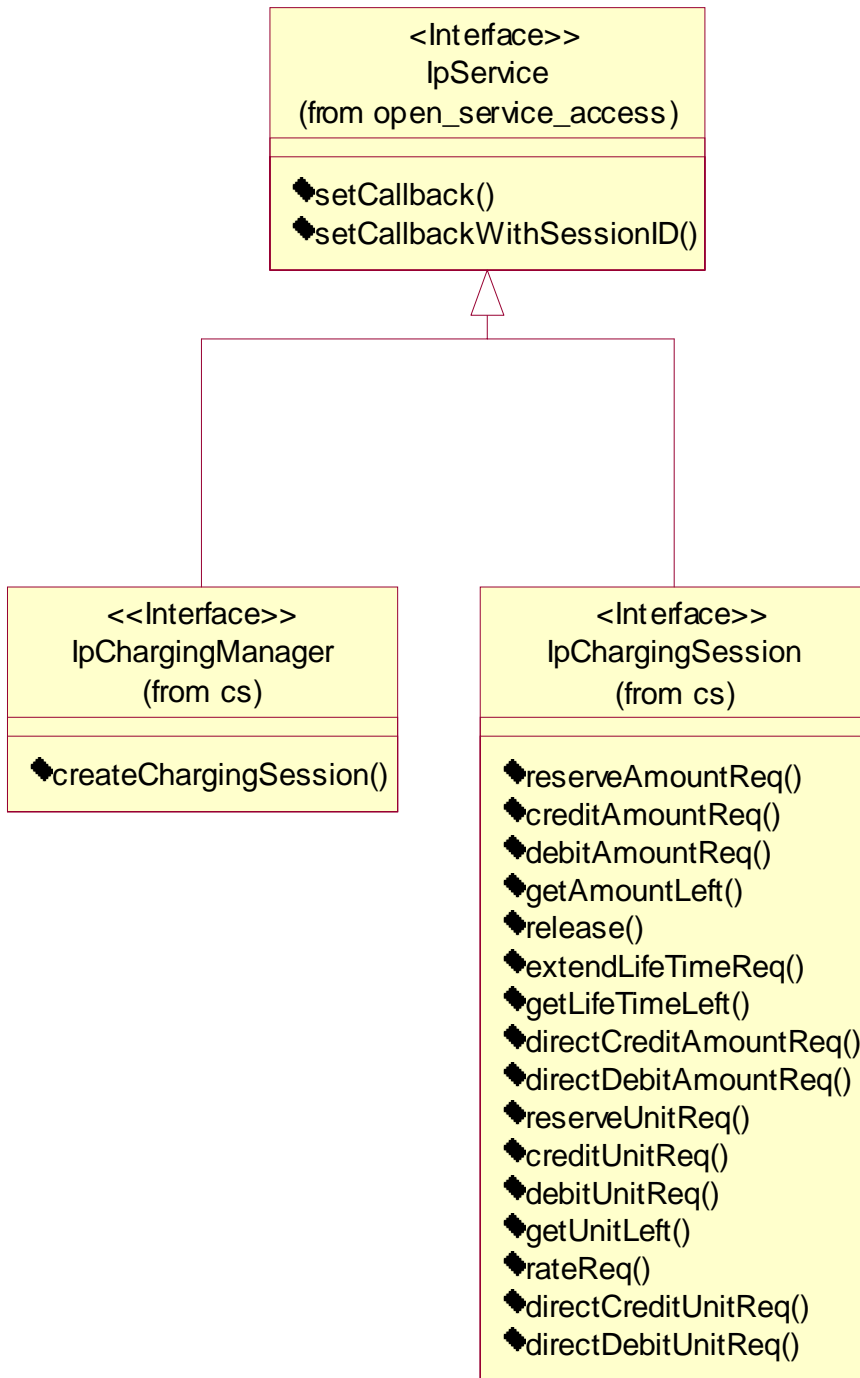 <Interface>>
IpService
(from open_service_access)
setCallback()
setCallbackWithSessionID()
<<Interface>>
IpChargingManager
(from cs)
createChargingSession()
<Interface>>
IpChargingSession
(from cs)
reserveAmountReq()
creditAmountReq()
debitAmountReq()
getAmountLeft()
release()
extendLifeTimeReq()
getLifeTimeLeft()
directCreditAmountReq()
directDebitAmountReq()
reserveUnitReq()
creditUnitReq()
debitUnitReq()
getUnitLeft()
rateReq()
directCreditUnitReq()
directDebitUnitReq()